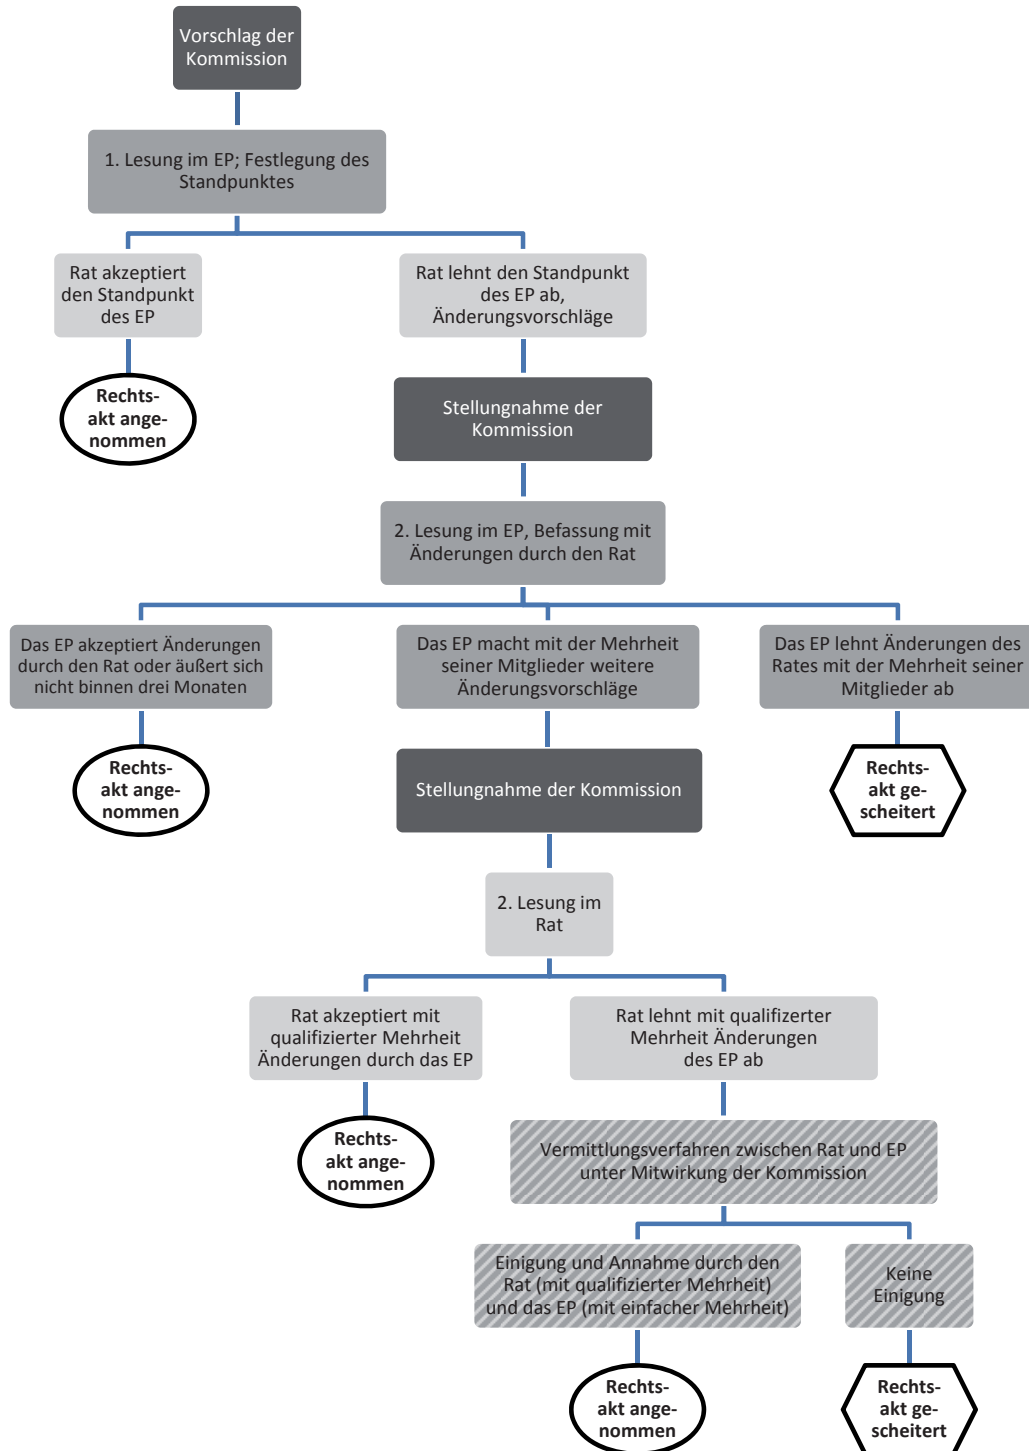 Vorschlag der
Kommission
1. Lesung im EP; Festlegung des
Standpunktes
Rat akzeptiert
den Standpunkt
des EP
Rat lehnt den Standpunkt
des EP ab,
Änderungsvorschläge
Rechts-
akt ange-
nommen
Stellungnahme der
Kommission
2. Lesung im EP, Befassung mit
Änderungen durch den Rat
Das EP akzeptiert Änderungen
durch den Rat oder äußert sich
nicht binnen drei Monaten
Das EP macht mit der Mehrheit
seiner Mitglieder weitere
Änderungsvorschläge
Das EP lehnt Änderungen des
Rates mit der Mehrheit seiner
Mitglieder ab
Rechts-
akt ange-
nommen
Stellungnahme der Kommission
Rechts-
akt ge-
scheitert
2. Lesung im
Rat
Rat akzeptiert mit
qualifizierter Mehrheit
Änderungen durch das EP
Rat lehnt mit qualifizerter
Mehrheit Änderungen
des EP ab
Rechts-
akt ange-
nommen
Vermittlungsverfahren zwischen Rat und EP
unter Mitwirkung der Kommission
Einigung und Annahme durch den
Rat (mit qualifizierter Mehrheit)
und das EP (mit einfacher Mehrheit)
Keine
Einigung
Rechts-
akt ange-
nommen
Rechts-
akt ge-
scheitert